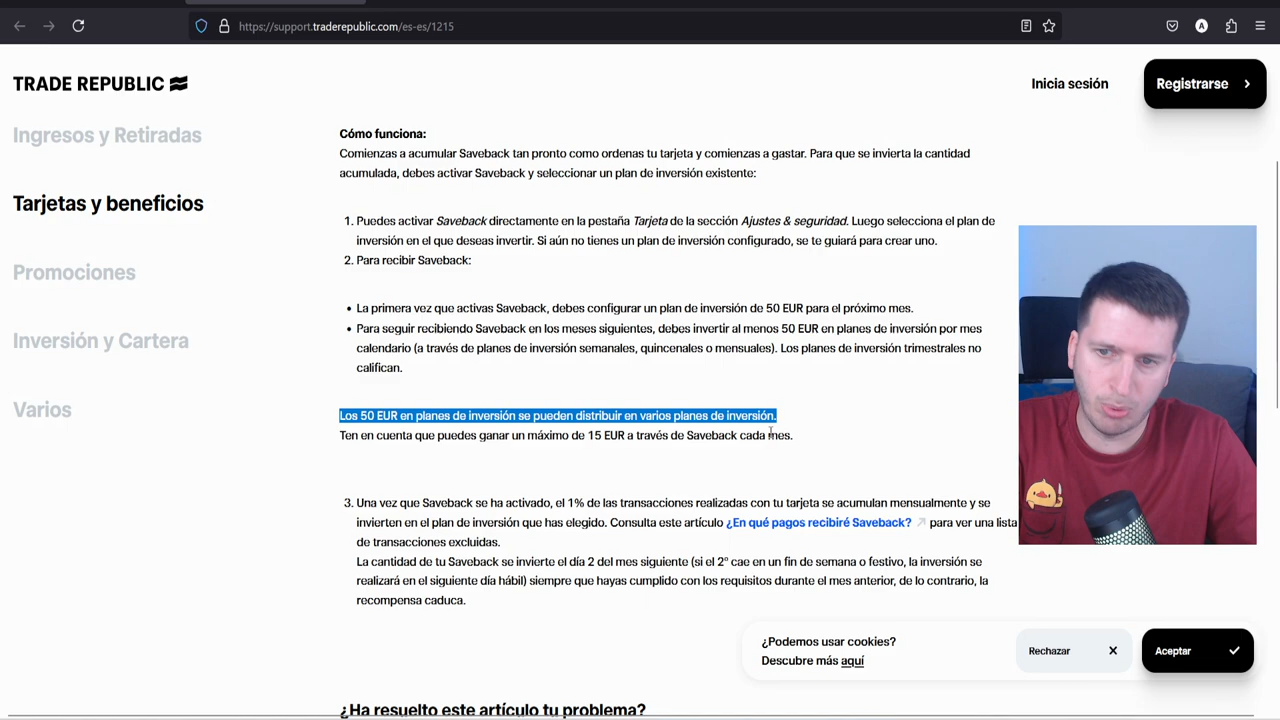 https://support.traderepublic.com/es-es/1215
A
TRADE REPUBLIC
Inicia sesión
Registrarse
Ingresos y Retiradas
Tarjetas y beneficios
Promociones
Inversión y Cartera
Varios
Cómo funciona:
Comienzas a acumular Saveback tan pronto como ordenas tu tarjeta y comienzas a gastar. Para que se invierta la cantidad
acumulada, debes activar Saveback y seleccionar un plan de inversión existente:
1. Puedes activar Saveback directamente en la pestaña Tarjeta de la sección Ajustes & seguridad. Luego selecciona el plan de
inversión en el que deseas invertir. Si aún no tienes un plan de inversión configurado, se te guiará para crear uno.
2. Para recibir Saveback:
• La primera vez que activas Saveback, debes configurar un plan de inversión de 50 EUR para el próximo mes.
• Para seguir recibiendo Saveback en los meses siguientes, debes invertir al menos 50 EUR en planes de inversión por mes
calendario (a través de planes de inversión semanales, quincenales o mensuales). Los planes de inversión trimestrales no
califican.
Los 50 EUR en planes de inversión se pueden distribuir en varios planes de inversión.
Ten en cuenta que puedes ganar un máximo de 15 EUR a través de Saveback cada mes.
3. Una vez que Saveback se ha activado, el 1% de las transacciones realizadas con tu tarjeta se acumulan mensualmente y se
invierten en el plan de inversión que has elegido. Consulta este artículo ¿En qué pagos recibiré Saveback? para ver una lista
de transacciones excluidas.
La cantidad de tu Saveback se invierte el día 2 del mes siguiente (si el 2º cae en un fin de semana o festivo, la inversión se
realizará en el siguiente día hábil) siempre que hayas cumplido con los requisitos durante el mes anterior, de lo contrario, la
recompensa caduca.
¿Podemos usar cookies?
Descubre más aquí
Rechazar
Aceptar
¿Ha resuelto este artículo tu problema?